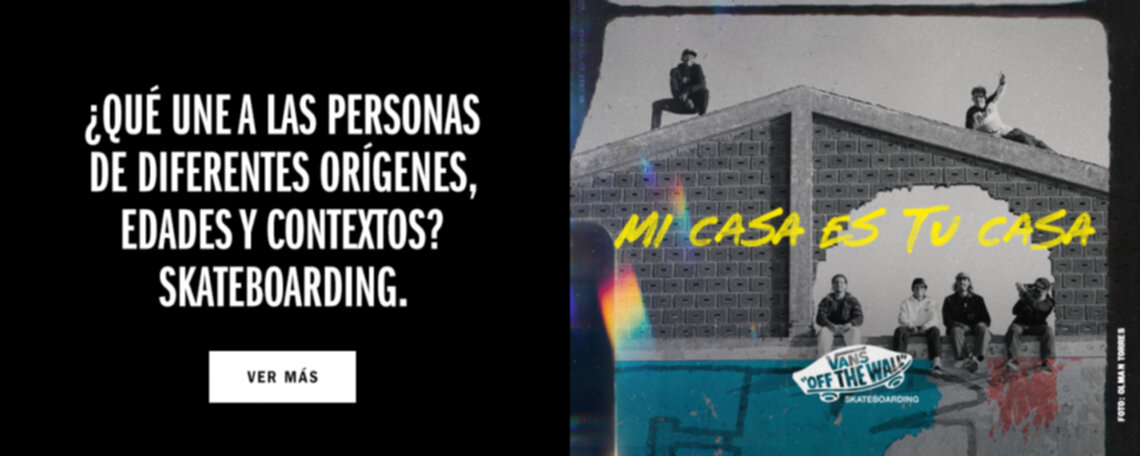 ¿QUÉ UNE A LAS PERSONAS
DE DIFERENTES ORÍGENES,
EDADES Y CONTEXTOS?
SKATEBOARDING.
VER MÁS
MI CASA ES TU CASA
VANS
"OFF THE WALL"
SKATEBOARDING
FOTO: OLMAN TORRES